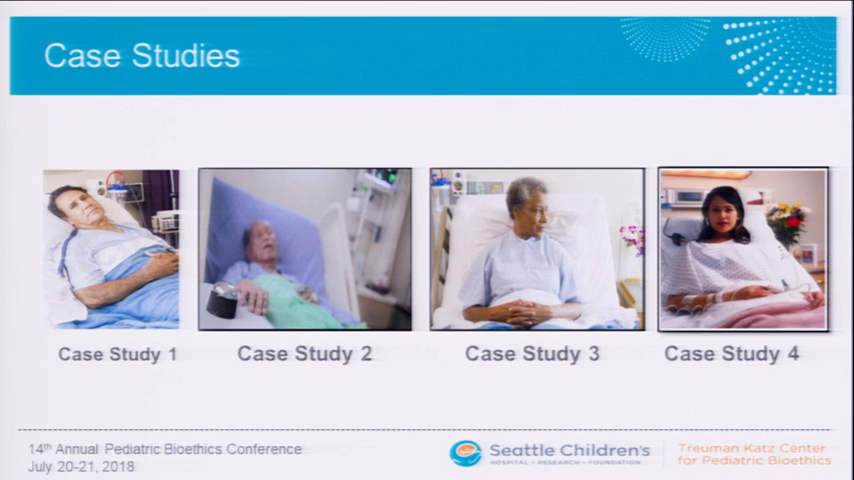 Case Studies
Case Study 1
Case Study 2
Case Study 3
Case Study 4
14th Annual Pediatric Bioethics Conference
July 20-21, 2018
Seattle Children's
HOSPITAL • RESEARCH • FOUNDATION
Treuman Katz Center
for Pediatric Bioethics